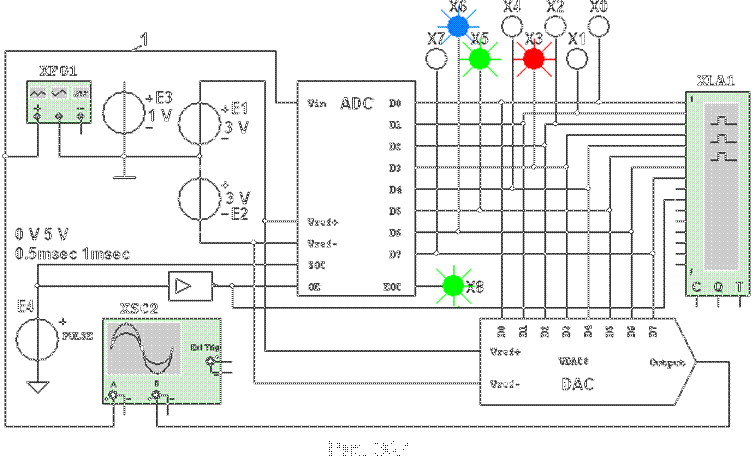 X6 X4 X2 X0
X7 X5 X3 X1
1
XFG1
E3
1 V
E1
3 V
3 V
E2
Vin ADC D0
D1
D2
D3
D4
D5
D6
D7
Vref+
Vref-
SOC
OE EOC
X8
XLA1
1
C Q T
0 V 5 V
0.5msec 1msec
E4
PULSE
XSC2
Ext Trig
A B
D0 D1 D2 D3 D4 D5 D6 D7
Vref+
Vref-
VDAC8
DAC
Output